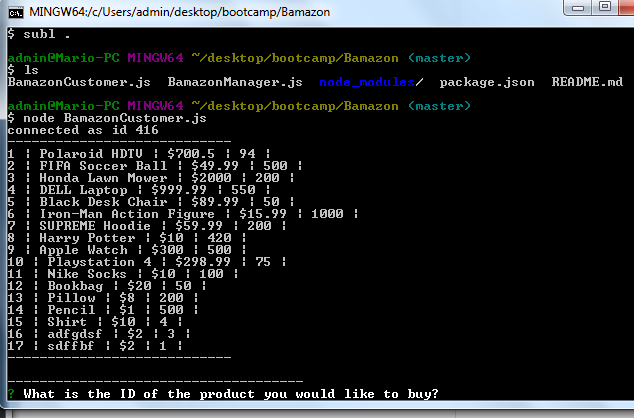 MINGW64:/c/Users/admin/desktop/bootcamp/Bamazon
$ subl .
admin@Mario-PC MINGW64 ~/desktop/bootcamp/Bamazon (master)
$ ls
BamazonCustomer.js BamazonManager.js node_modules/ package.json README.md
admin@Mario-PC MINGW64 ~/desktop/bootcamp/Bamazon (master)
$ node BamazonCustomer.js
connected as id 416
----------------------------
1 | Polaroid HDTV | $700.5 | 94 |
2 | FIFA Soccer Ball | $49.99 | 500 |
3 | Honda Lawn Mower | $2000 | 200 |
4 | DELL Laptop | $999.99 | 550 |
5 | Black Desk Chair | $89.99 | 50 |
6 | Iron-Man Action Figure | $15.99 | 1000 |
7 | SUPREME Hoodie | $59.99 | 200 |
8 | Harry Potter | $10 | 420 |
9 | Apple Watch | $300 | 500 |
10 | Playstation 4 | $298.99 | 75 |
11 | Nike Socks | $10 | 100 |
12 | Bookbag | $20 | 50 |
13 | Pillow | $8 | 200 |
14 | Pencil | $1 | 500 |
15 | Shirt | $10 | 4 |
16 | adfgdsf | $2 | 3 |
17 | sdffbf | $2 | 1 |
----------------------------
-------------------------------------
? What is the ID of the product you would like to buy?